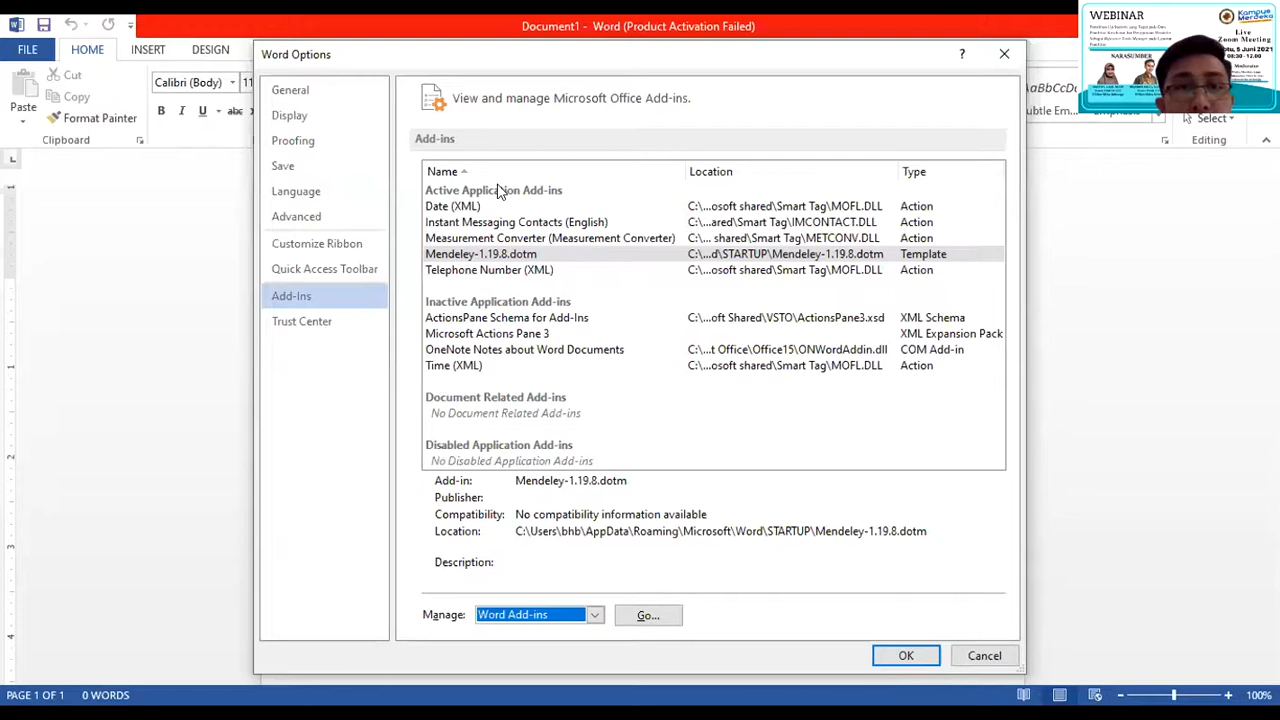 Document1 - Word (Product Activation Failed)
FILE HOME INSERT DESIGN
Cut
Copy
Format Painter
Paste
Clipboard
Calibri (Body) 11
B I U abc
Select
Editing
WEBINAR
Kampus
Merdeka
Live
Zoom Meeting
NARASUMBER
Word Options
?
General
Display
Proofing
Save
Language
Advanced
Customize Ribbon
Quick Access Toolbar
Add-Ins
Trust Center
View and manage Microsoft Office Add-ins.
Add-ins
Name Location Type
Active Application Add-ins
Date (XML) C:\...osoft shared\Smart Tag\MOFL.DLL Action
Instant Messaging Contacts (English) C:\...ared\Smart Tag\IMCONTACT.DLL Action
Measurement Converter (Measurement Converter) C:\... shared\Smart Tag\METCONV.DLL Action
Mendeley-1.19.8.dotm C:\...d\STARTUP\Mendeley-1.19.8.dotm Template
Telephone Number (XML) C:\...osoft shared\Smart Tag\MOFL.DLL Action
Inactive Application Add-ins
ActionsPane Schema for Add-Ins C:\...oft Shared\VSTO\ActionsPane3.xsd XML Schema
Microsoft Actions Pane 3 XML Expansion Pack
OneNote Notes about Word Documents C:\...t Office\Office15\ONWordAddin.dll COM Add-in
Time (XML) C:\...osoft shared\Smart Tag\MOFL.DLL Action
Document Related Add-ins
No Document Related Add-ins
Disabled Application Add-ins
No Disabled Application Add-ins
Add-in: Mendeley-1.19.8.dotm
Publisher:
Compatibility: No compatibility information available
Location: C:\Users\bhb\AppData\Roaming\Microsoft\Word\STARTUP\Mendeley-1.19.8.dotm
Description:
Manage: Word Add-ins Go...
OK Cancel
PAGE 1 OF 1 0 WORDS 100%